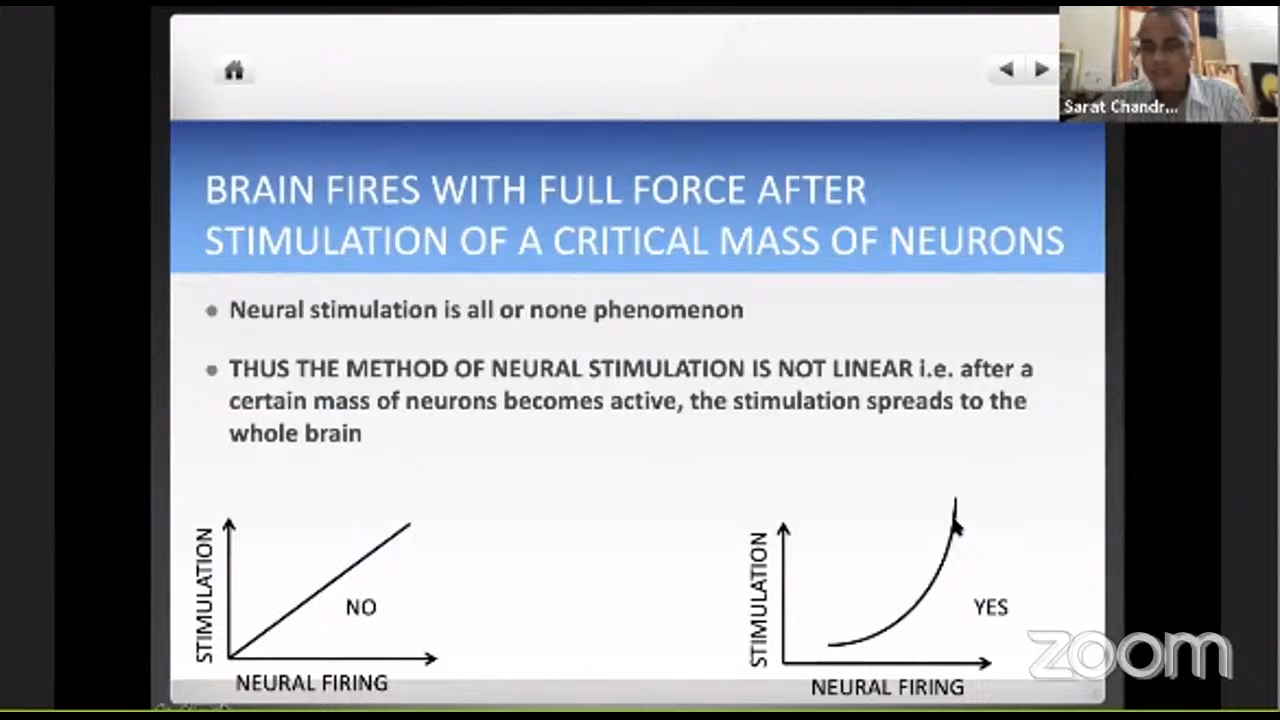 Sarat Chandr...
BRAIN FIRES WITH FULL FORCE AFTER
STIMULATION OF A CRITICAL MASS OF NEURONS
Neural stimulation is all or none phenomenon
THUS THE METHOD OF NEURAL STIMULATION IS NOT LINEAR i.e. after a
certain mass of neurons becomes active, the stimulation spreads to the
whole brain
STIMULATION
NO
NEURAL FIRING
STIMULATION
YES
NEURAL FIRING
zoom